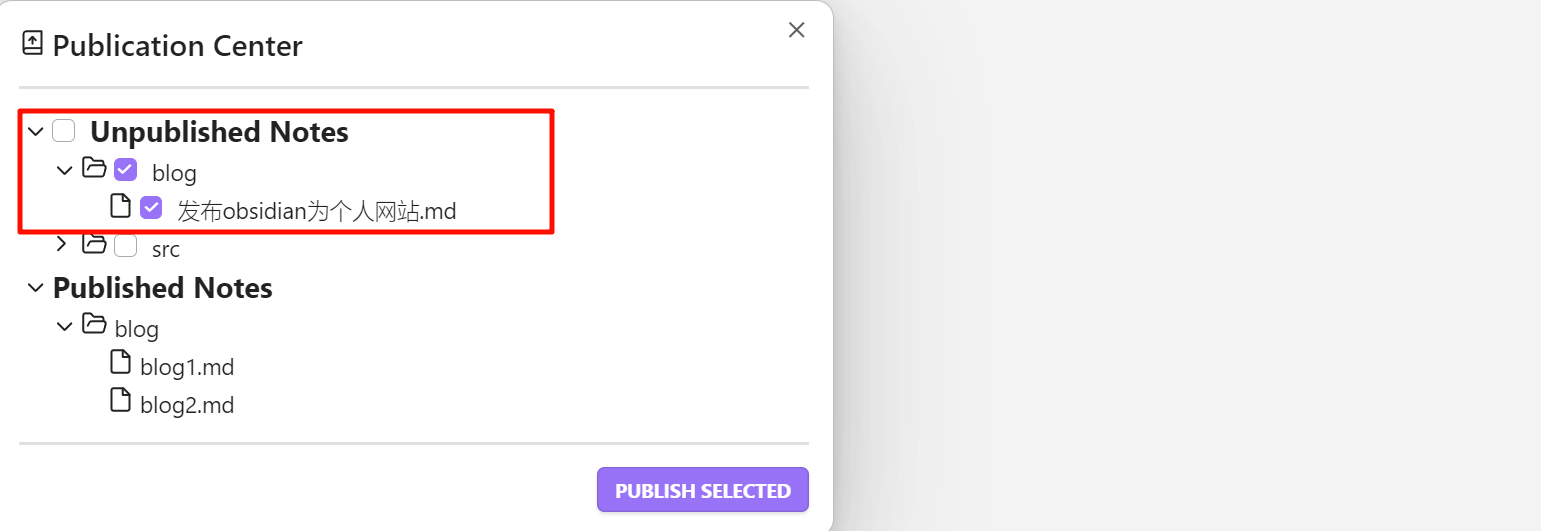 Publication Center
Unpublished Notes
blog
发布obsidian为个人网站.md
src
Published Notes
blog
blog1.md
blog2.md
PUBLISH SELECTED